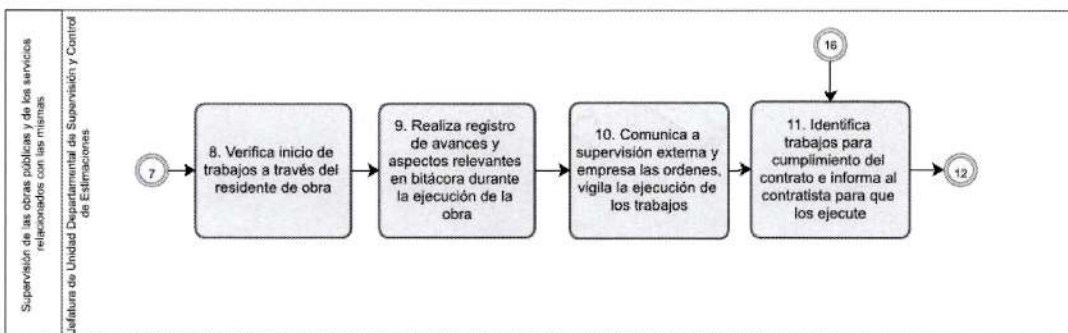 Supervisión de las obras públicas y de los servicios
relacionados con las mismas
Jefatura de Unidad Departamental de Supervisión y Control
de Estimaciones
7
8. Verifica inicio de
trabajos a través del
residente de obra
9. Realiza registro
de avances y
aspectos relevantes
en bitácora durante
la ejecución de la
obra
10. Comunica a
supervisión externa y
empresa las ordenes,
vigila la ejecución de
los trabajos
16
11. Identifica
trabajos para
cumplimiento del
contrato e informa al
contratista para que
los ejecute
12